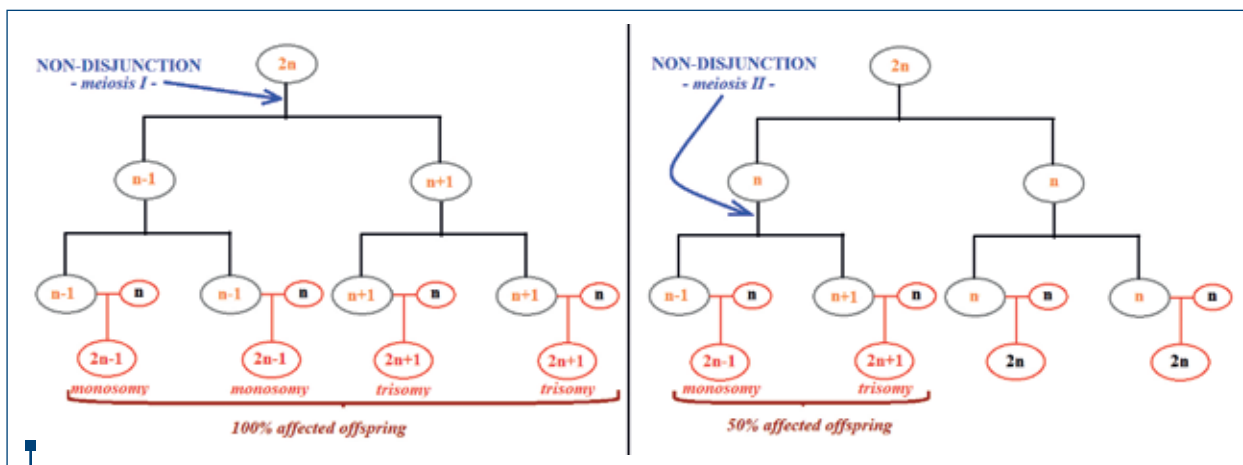 NON-DISJUNCTION
- meiosis I -
2n
n-1
n+1
n-1
n
n-1
n
n+1
n
n+1
n
2n-1
2n-1
2n+1
2n+1
monosomy
monosomy
trisomy
trisomy
100% affected offspring
NON-DISJUNCTION
- meiosis II -
2n
n
n
n-1
n
n+1
n
n
n
n
n
2n-1
2n+1
2n
2n
monosomy
trisomy
50% affected offspring